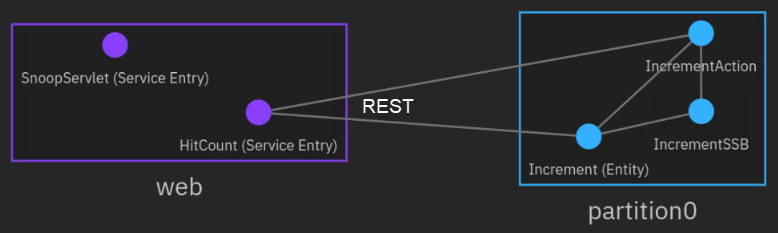 SnoopServlet (Service Entry)
HitCount (Service Entry)
web
REST
IncrementAction
IncrementSSB
Increment (Entity)
partition0